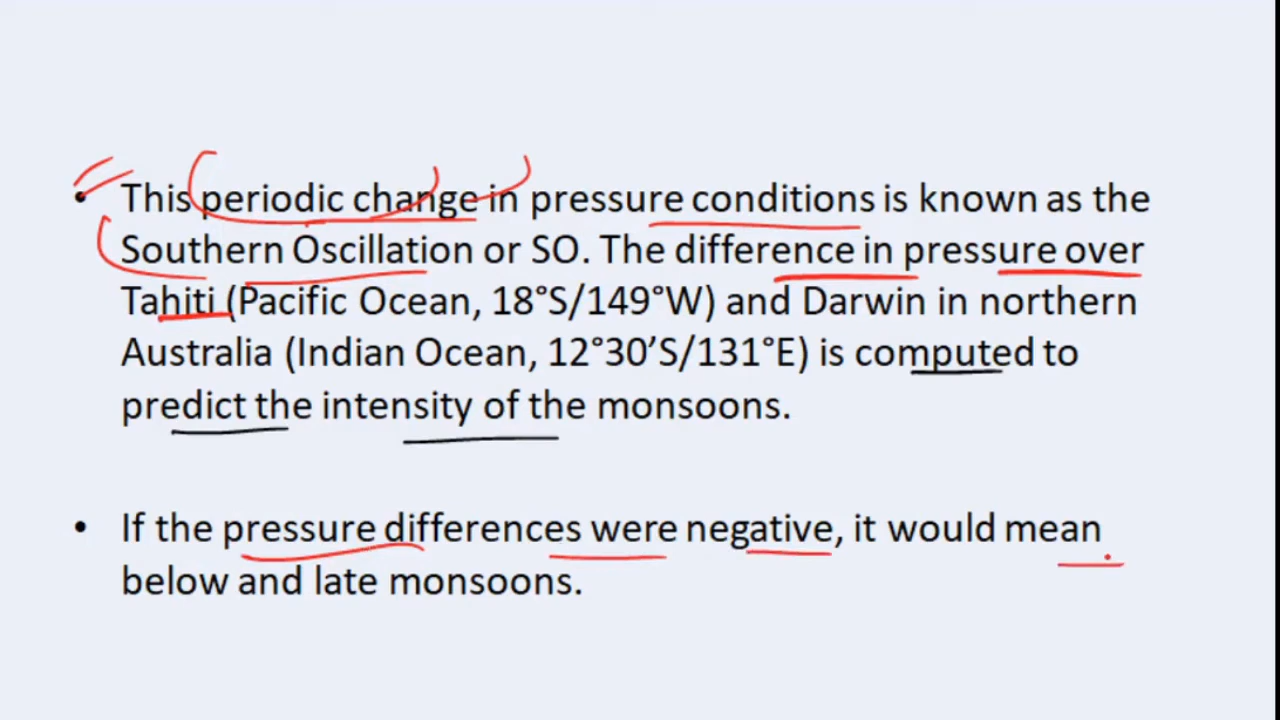 • This periodic change in pressure conditions is known as the
Southern Oscillation or SO. The difference in pressure over
Tahiti (Pacific Ocean, 18°S/149°W) and Darwin in northern
Australia (Indian Ocean, 12°30’S/131°E) is computed to
predict the intensity of the monsoons.
• If the pressure differences were negative, it would mean
below and late monsoons.